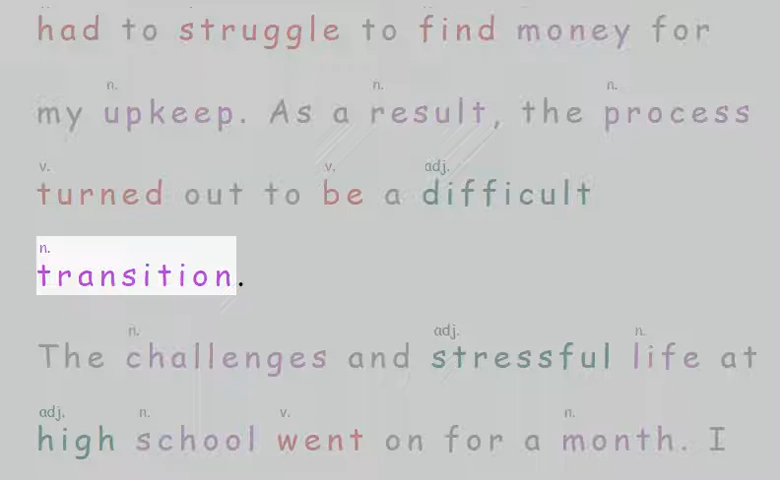 had to struggle to find money for
n. n. n.
my upkeep. As a result, the process
v. v. adj.
turned out to be a difficult
n.
transition.
n. adj. n.
The challenges and stressful life at
adj. n. v. n.
high school went on for a month. I